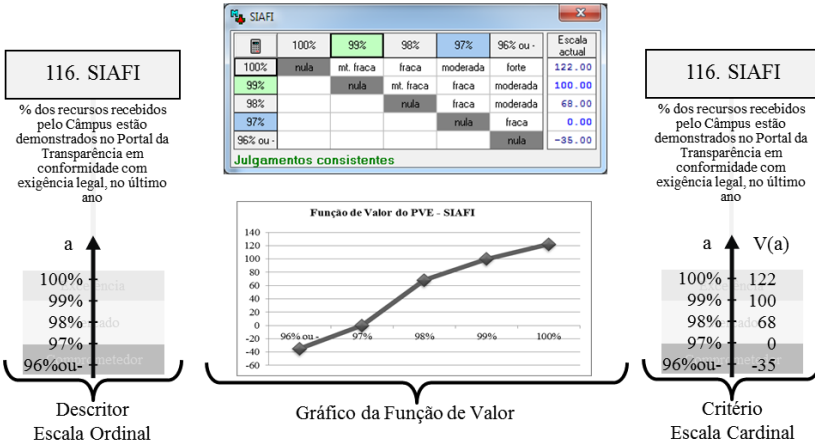 116. SIAFI
% dos recursos recebidos
pelo Câmpus estão
demonstrados no Portal da
Transparência em
conformidade com
exigência legal, no último
ano
a
100%
99%
98%
97%
96%ou-
Descritor
Escala Ordinal
SIAFI
100% 99% 98% 97% 96% ou - Escala actual
100% nula mt. fraca fraca moderada forte 122.00
99% nula mt. fraca fraca moderada 100.00
98% nula fraca moderada 68.00
97% nula fraca 0.00
96% ou - nula -35.00
Julgamentos consistentes
Função de Valor do PVE - SIAFI
140
120
100
80
60
40
20
0
-20
-40
-60
96% ou - 97% 98% 99% 100%
Gráfico da Função de Valor
116. SIAFI
% dos recursos recebidos
pelo Câmpus estão
demonstrados no Portal da
Transparência em
conformidade com
exigência legal, no último
ano
a V(a)
100% 122
99% 100
98% 68
97% 0
96%ou- -35
Critério
Escala Cardinal